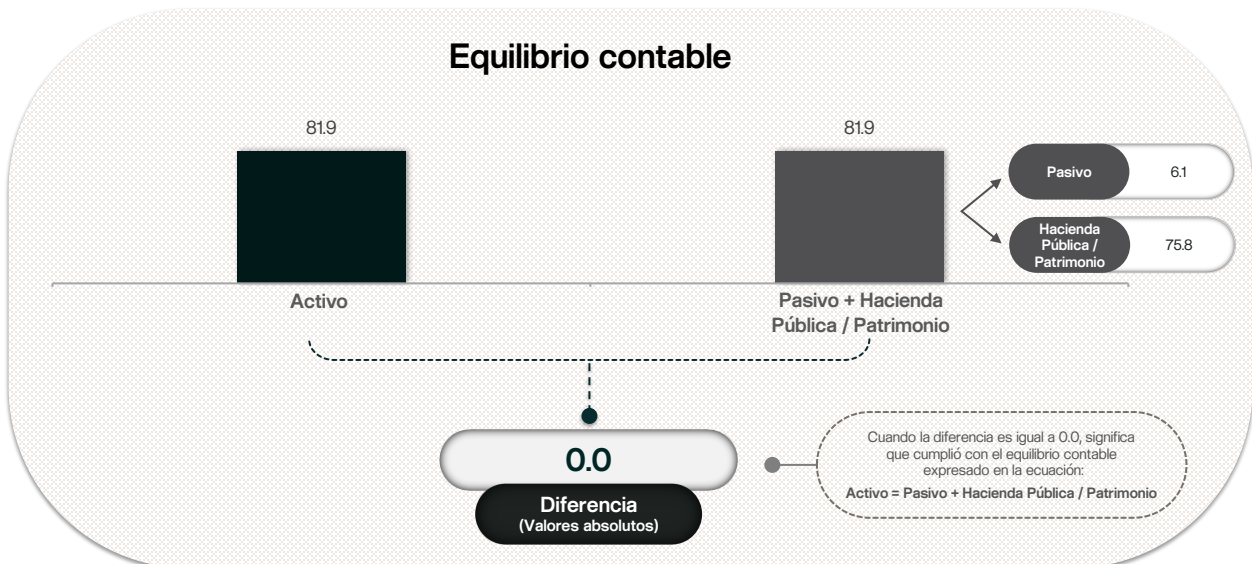 Equilibrio contable
81.9
81.9
Pasivo
6.1
Hacienda
Pública /
Patrimonio
75.8
Activo
Pasivo + Hacienda
Pública / Patrimonio
0.0
Diferencia
(Valores absolutos)
Cuando la diferencia es igual a 0.0, significa
que cumplió con el equilibrio contable
expresado en la ecuación:
Activo = Pasivo + Hacienda Pública / Patrimonio